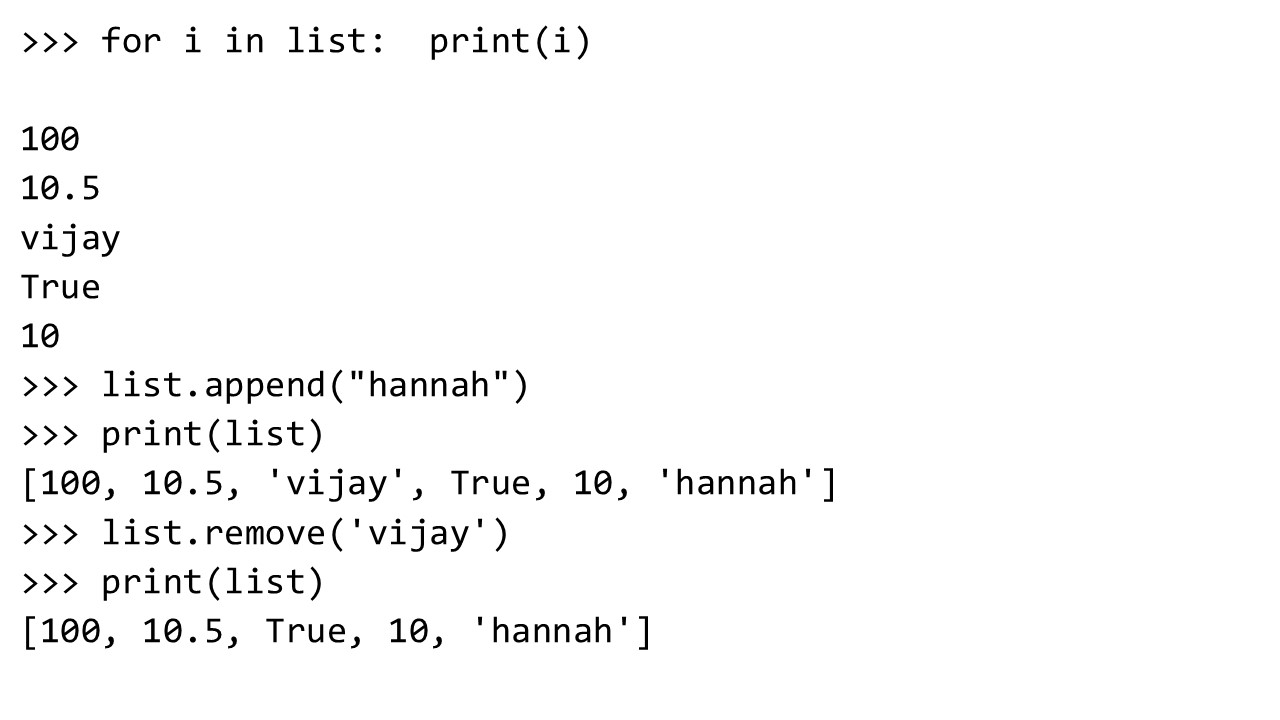 >>> for i in list:  print(i)
100
10.5
vijay
True
10
>>> list.append("hannah")
>>> print(list)
[100, 10.5, 'vijay', True, 10, 'hannah']
>>> list.remove('vijay')
>>> print(list)
[100, 10.5, True, 10, 'hannah']